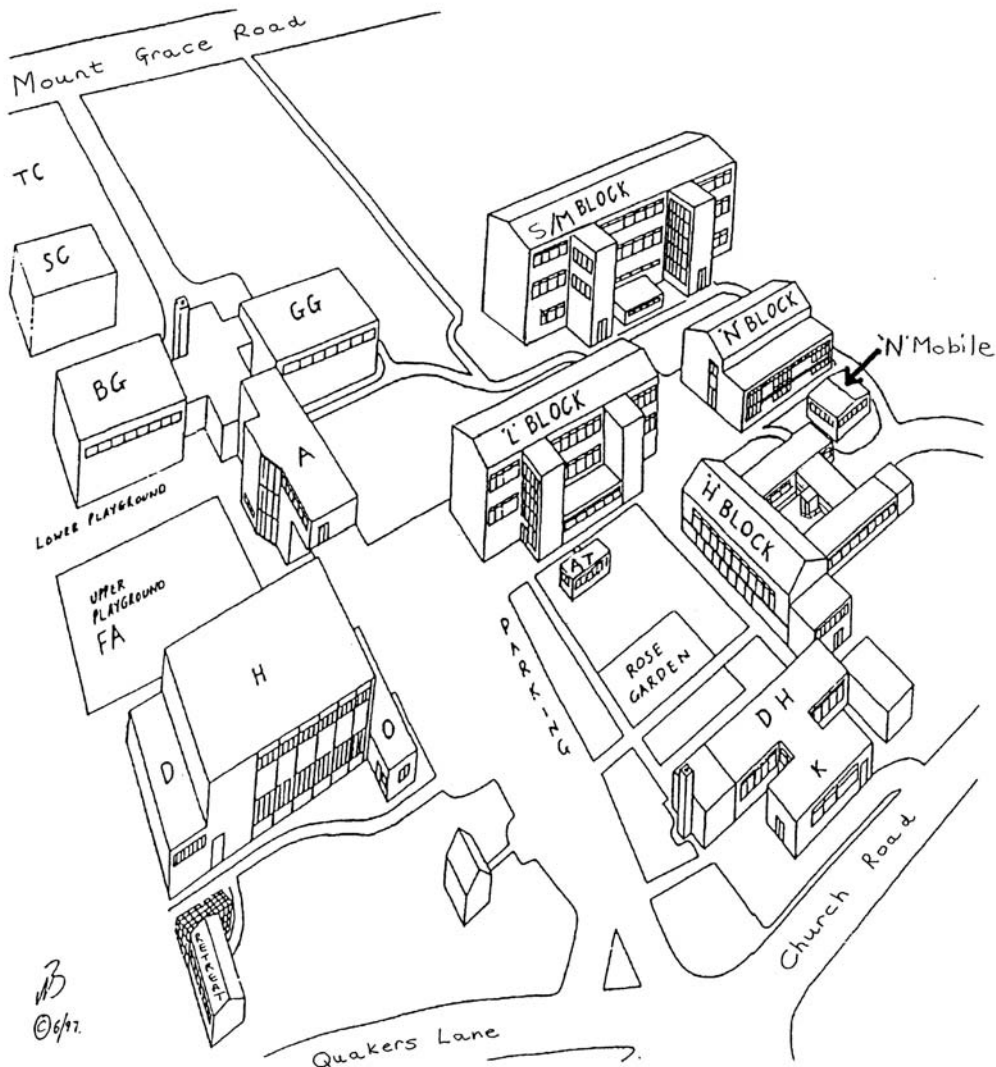 Mount Grace Road
TC
SC
S/M BLOCK
GG
'N' BLOCK
'N' Mobile
BG
'L' BLOCK
A
'H' BLOCK
LOWER PLAYGROUND
AT
UPPER
PLAYGROUND
FA
PARKING
ROSE
GARDEN
H
DH
O
D
K
Church Road
© 6/97.
Quakers Lane